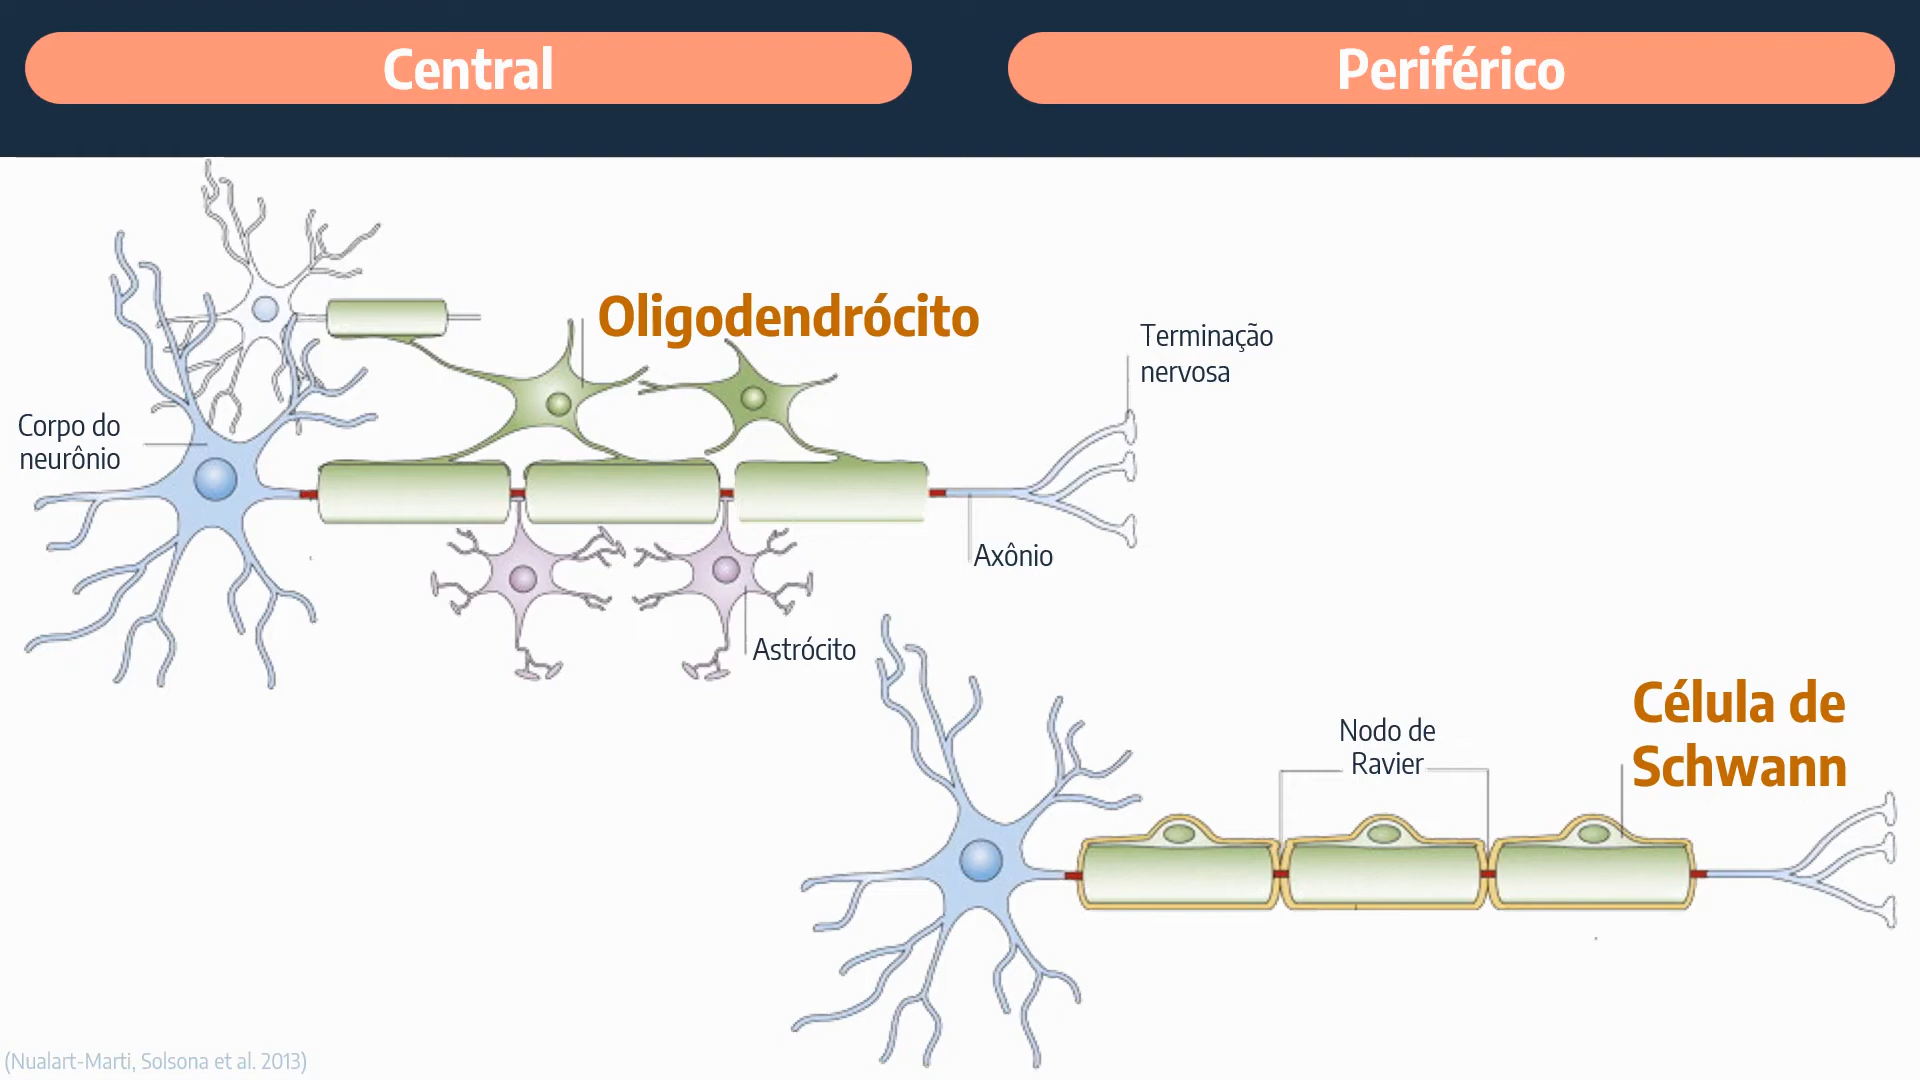 Central
Periférico
Oligodendrócito
Terminação
nervosa
Corpo do
neurônio
Axônio
Astrócito
Célula de
Schwann
Nodo de
Ravier
(Nualart-Marti, Solsona et al. 2013)